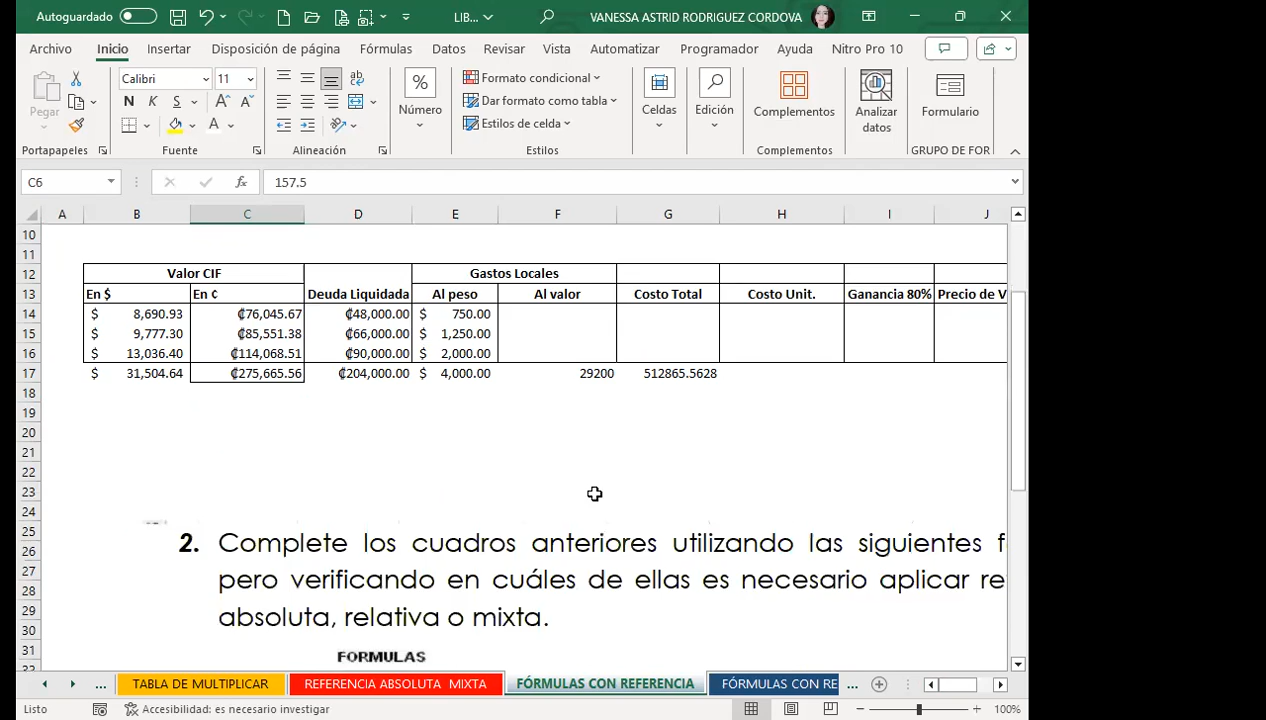 Autoguardado
LIB...
VANESSA ASTRID RODRIGUEZ CORDOVA
Archivo Inicio Insertar Disposición de página Fórmulas Datos Revisar Vista Automatizar Programador Ayuda Nitro Pro 10
Pegar
Calibri 11
N K S
Número
Formato condicional
Dar formato como tabla
Estilos de celda
Celdas
Edición
Complementos
Analizar datos
Formulario
Portapapeles Fuente Alineación Estilos Complementos GRUPO DE FOR
C6 fx 157.5
A B C D E F G H I J
10
11
12 Valor CIF Gastos Locales
13 En $ En ¢ Deuda Liquidada Al peso Al valor Costo Total Costo Unit. Ganancia 80% Precio de V
14 $ 8,690.93 ₡76,045.67 ₡48,000.00 $ 750.00
15 $ 9,777.30 ₡85,551.38 ₡66,000.00 $ 1,250.00
16 $ 13,036.40 ₡114,068.51 ₡90,000.00 $ 2,000.00
17 $ 31,504.64 ₡275,665.56 ₡204,000.00 $ 4,000.00 29200 512865.5628
18
19
20
21
22
23
24
25
26
27
28
29
30
31
2. Complete los cuadros anteriores utilizando las siguientes f
pero verificando en cuáles de ellas es necesario aplicar re
absoluta, relativa o mixta.
FORMULAS
... TABLA DE MULTIPLICAR REFERENCIA ABSOLUTA MIXTA FÓRMULAS CON REFERENCIA FÓRMULAS CON RE ...
Listo Accesibilidad: es necesario investigar 100%